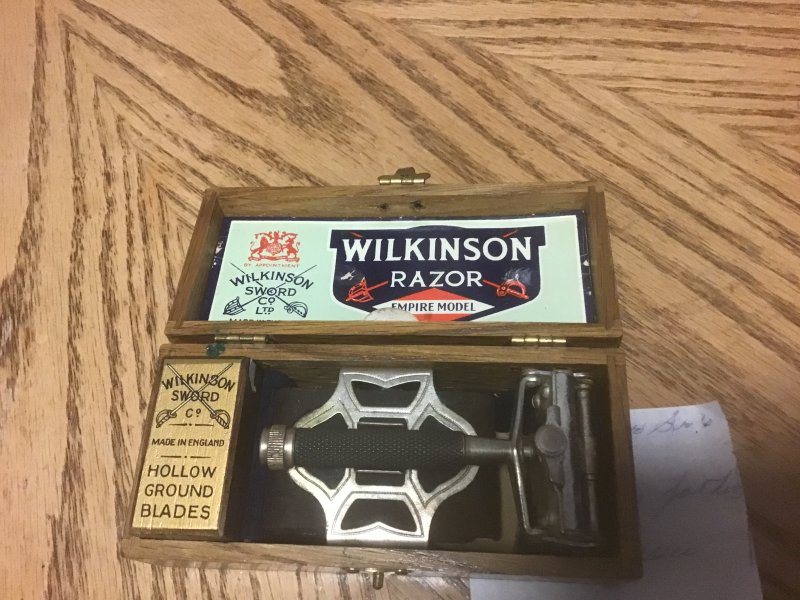 BY APPOINTMENT
WILKINSON
SWORD
Co
LTD
WILKINSON
RAZOR
EMPIRE MODEL
WILKINSON
SWORD
Co
MADE IN ENGLAND
HOLLOW
GROUND
BLADES